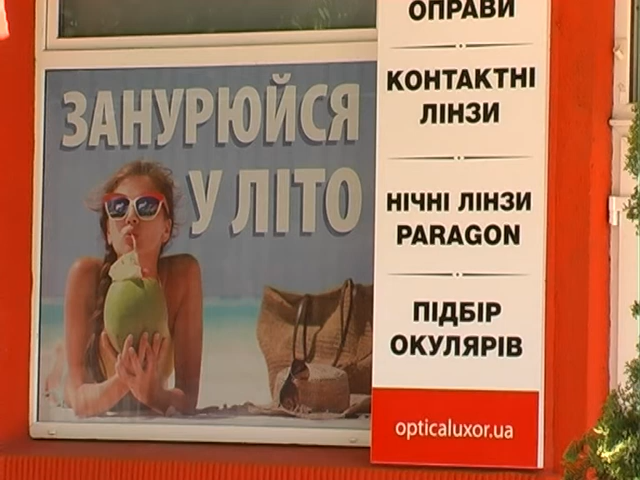 ЗАНУРЮЙСЯ
У ЛІТО
ОПРАВИ
КОНТАКТНІ
ЛІНЗИ
НІЧНІ ЛІНЗИ
PARAGON
ПІДБІР
ОКУЛЯРІВ
opticaluxor.ua